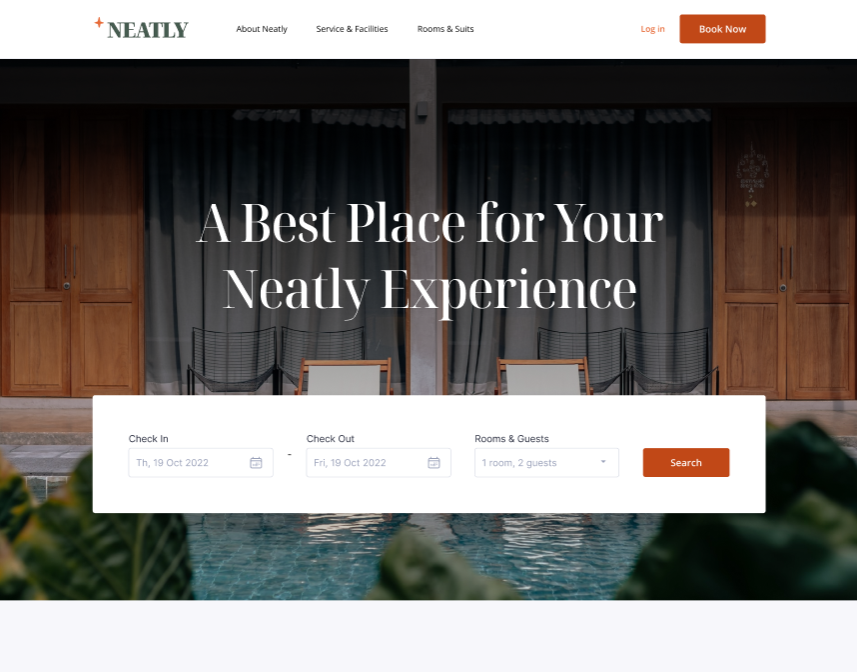 NEATLY
About Neatly
Service & Facilities
Rooms & Suits
Log in
Book Now
A Best Place for Your
Neatly Experience
Check In
Th, 19 Oct 2022
-
Check Out
Fri, 19 Oct 2022
Rooms & Guests
1 room, 2 guests
Search